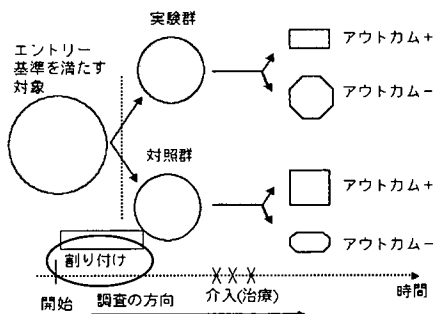 実験群
エントリー
基準を満たす
対象
アウトカム+
アウトカム−
対照群
アウトカム+
アウトカム−
割り付け
開始
調査の方向
介入(治療)
時間